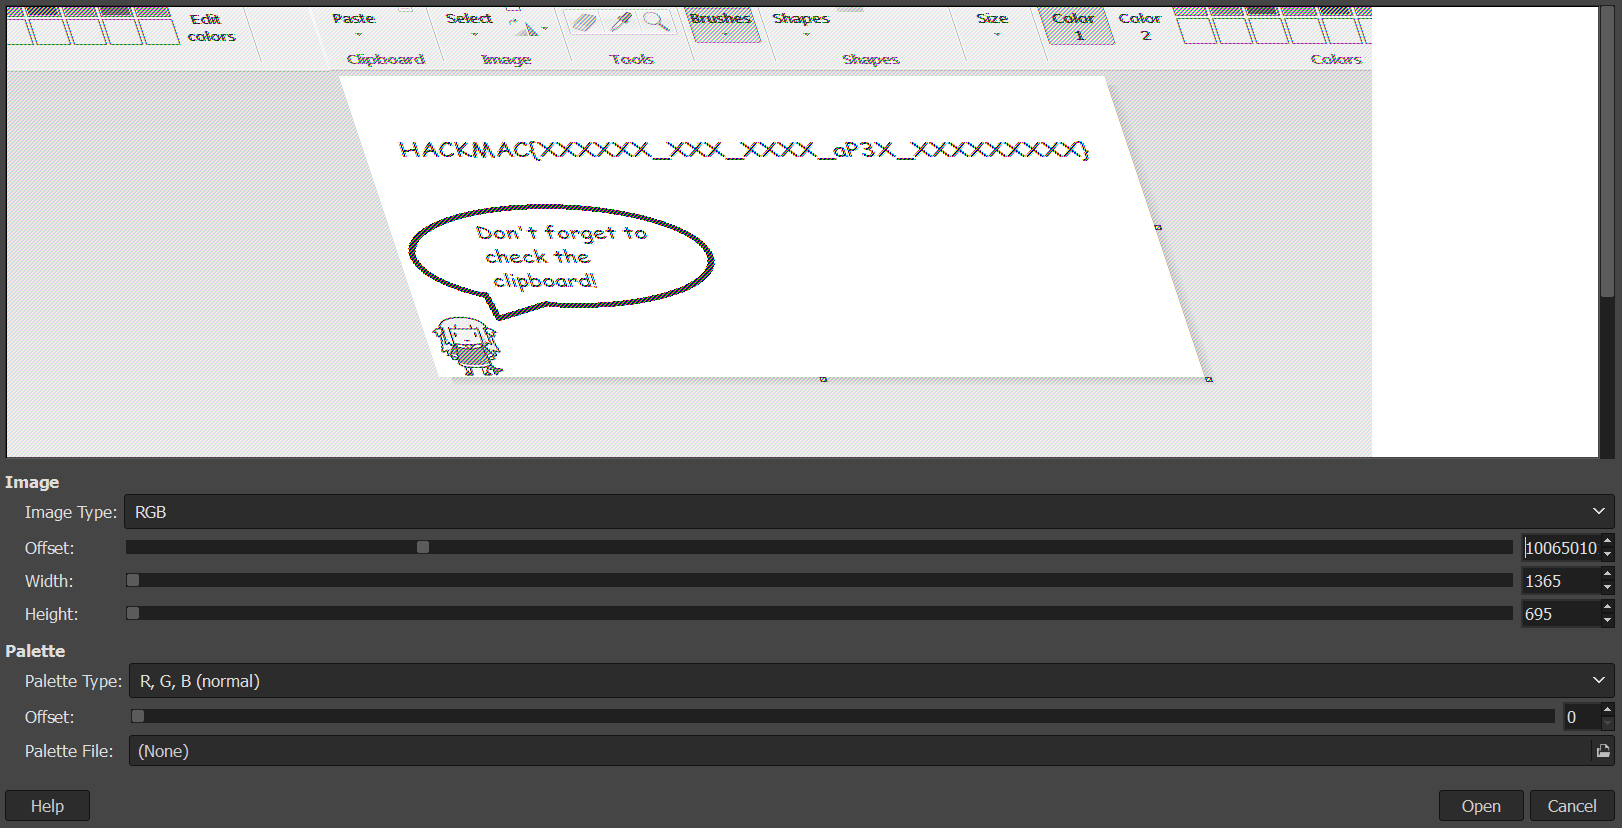 Edit
colors
Paste
Select
Brushes
Shapes
Size
Color
1
Color
2
Clipboard
Image
Tools
Shapes
Colors
HACKMAC{XXXXXX_XXX_XXXX_aP3X_XXXXXXXXX}
Don't forget to
check the
clipboard!
Image
Image Type: RGB
Offset: 10065010
Width: 1365
Height: 695
Palette
Palette Type: R, G, B (normal)
Offset: 0
Palette File: (None)
Help
Open
Cancel